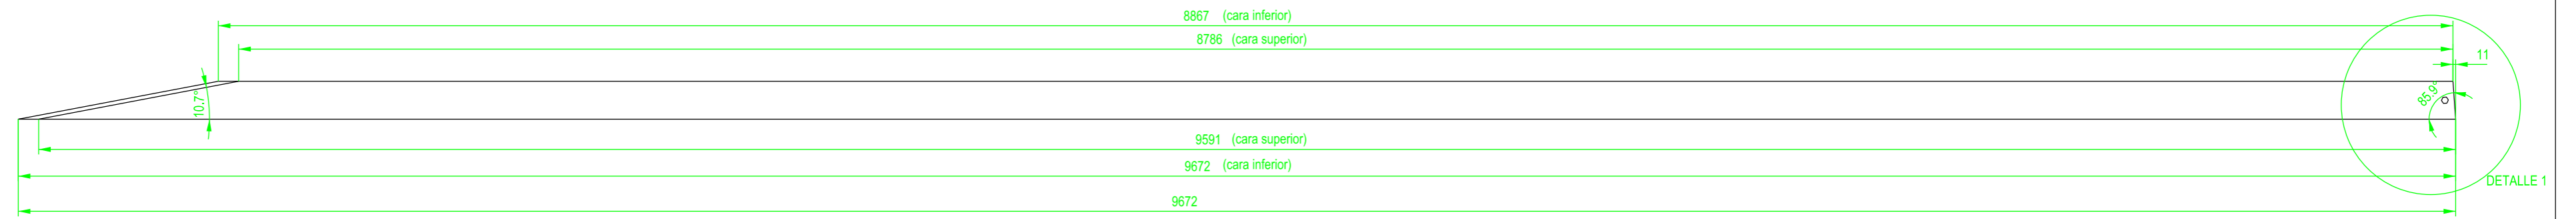 8867 (cara inferior)
8786 (cara superior)
11
10.7°
85.9°
9591 (cara superior)
9672 (cara inferior)
DETALLE 1
9672